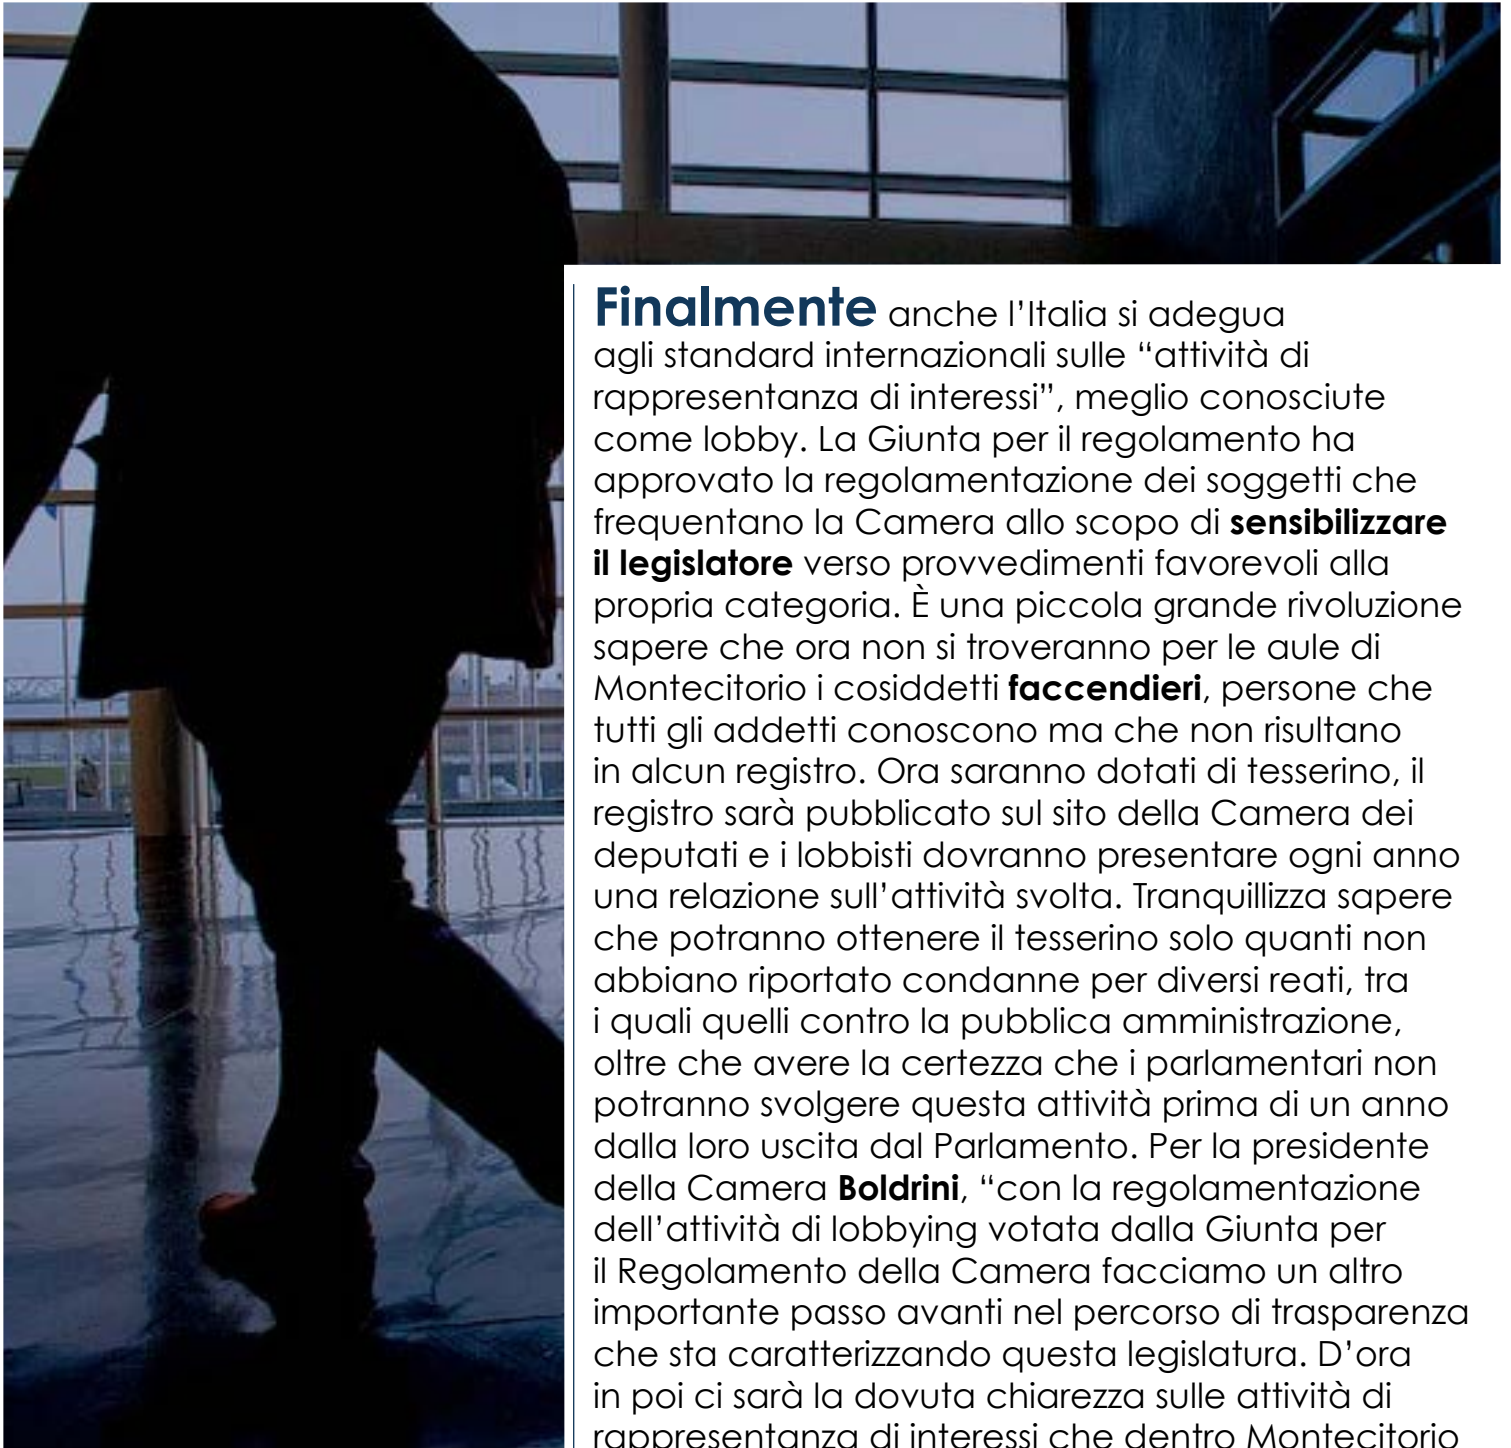 Finalmente anche l’Italia si adegua
agli standard internazionali sulle “attività di
rappresentanza di interessi”, meglio conosciute
come lobby. La Giunta per il regolamento ha
approvato la regolamentazione dei soggetti che
frequentano la Camera allo scopo di sensibilizzare
il legislatore verso provvedimenti favorevoli alla
propria categoria. È una piccola grande rivoluzione
sapere che ora non si troveranno per le aule di
Montecitorio i cosiddetti faccendieri, persone che
tutti gli addetti conoscono ma che non risultano
in alcun registro. Ora saranno dotati di tesserino, il
registro sarà pubblicato sul sito della Camera dei
deputati e i lobbisti dovranno presentare ogni anno
una relazione sull’attività svolta. Tranquillizza sapere
che potranno ottenere il tesserino solo quanti non
abbiano riportato condanne per diversi reati, tra
i quali quelli contro la pubblica amministrazione,
oltre che avere la certezza che i parlamentari non
potranno svolgere questa attività prima di un anno
dalla loro uscita dal Parlamento. Per la presidente
della Camera Boldrini, “con la regolamentazione
dell’attività di lobbying votata dalla Giunta per
il Regolamento della Camera facciamo un altro
importante passo avanti nel percorso di trasparenza
che sta caratterizzando questa legislatura. D’ora
in poi ci sarà la dovuta chiarezza sulle attività di
rappresentanza di interessi che dentro Montecitorio